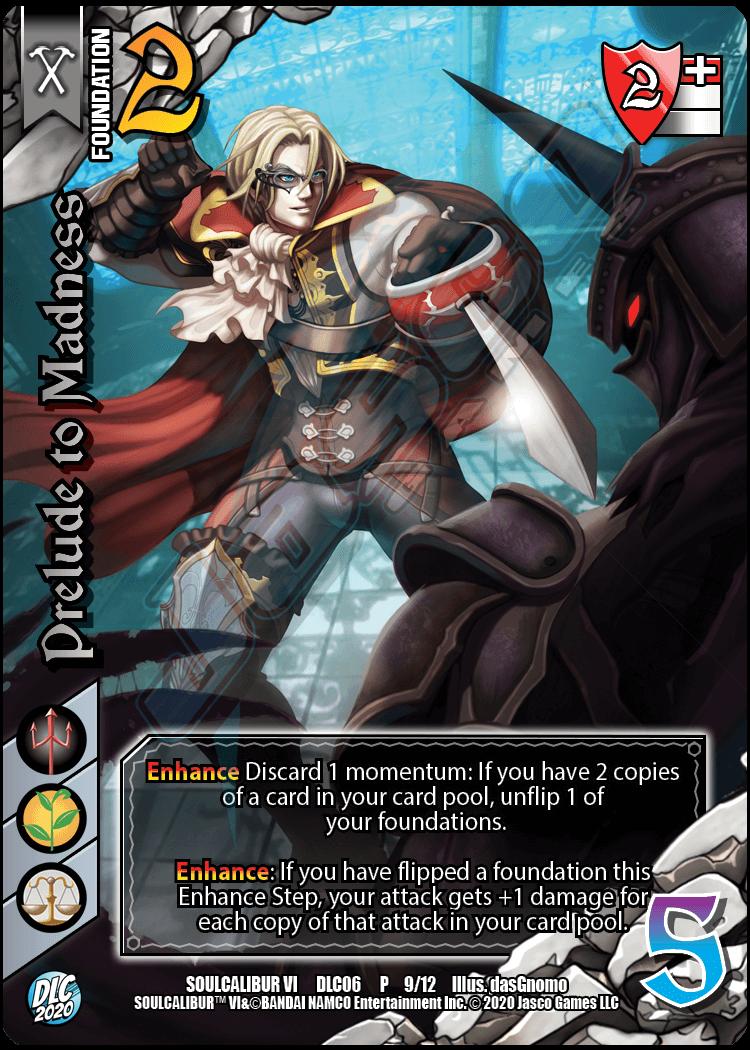 FOUNDATION
2
2
+
Prelude to Madness
Enhance Discard 1 momentum: If you have 2 copies
of a card in your card pool, unflip 1 of
your foundations.
Enhance: If you have flipped a foundation this
Enhance Step, your attack gets +1 damage for
each copy of that attack in your card pool.
5
DLC
2020
SOULCALIBUR VI DLC06 P 9/12 Illus. dasGnomo
SOULCALIBUR™ VI&©BANDAI NAMCO Entertainment Inc. © 2020 Jasco Games LLC